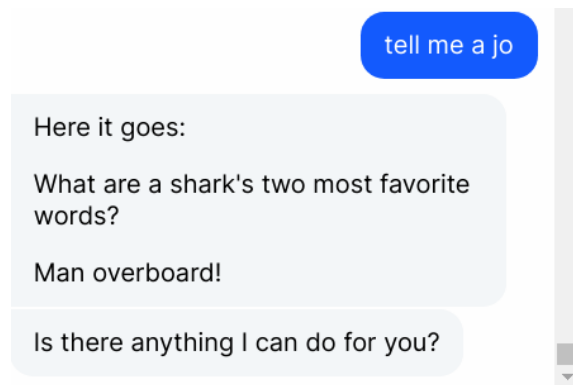 tell me a jo
Here it goes:
What are a shark's two most favorite
words?
Man overboard!
Is there anything I can do for you?